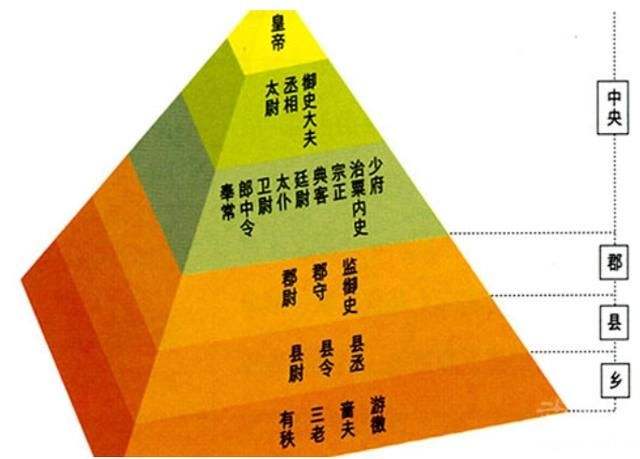 皇帝
太尉
丞相
御史大夫
奉常
郎中令
卫尉
太仆
廷尉
典客
宗正
治粟内史
少府
郡尉
郡守
监御史
县尉
县令
县丞
有秩
三老
啬夫
游徼
中央
郡
县
乡